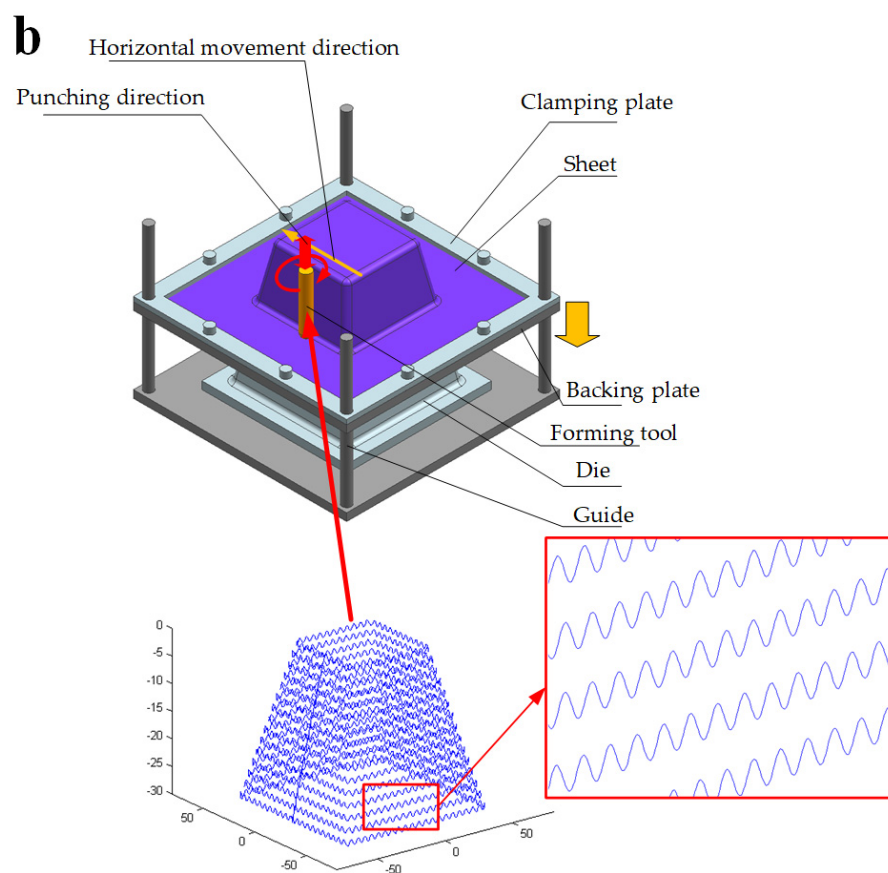 b
Horizontal movement direction
Punching direction
Clamping plate
Sheet
Backing plate
Forming tool
Die
Guide
0
-5
-10
-15
-20
-25
-30
50
0
-50
-50
0
50